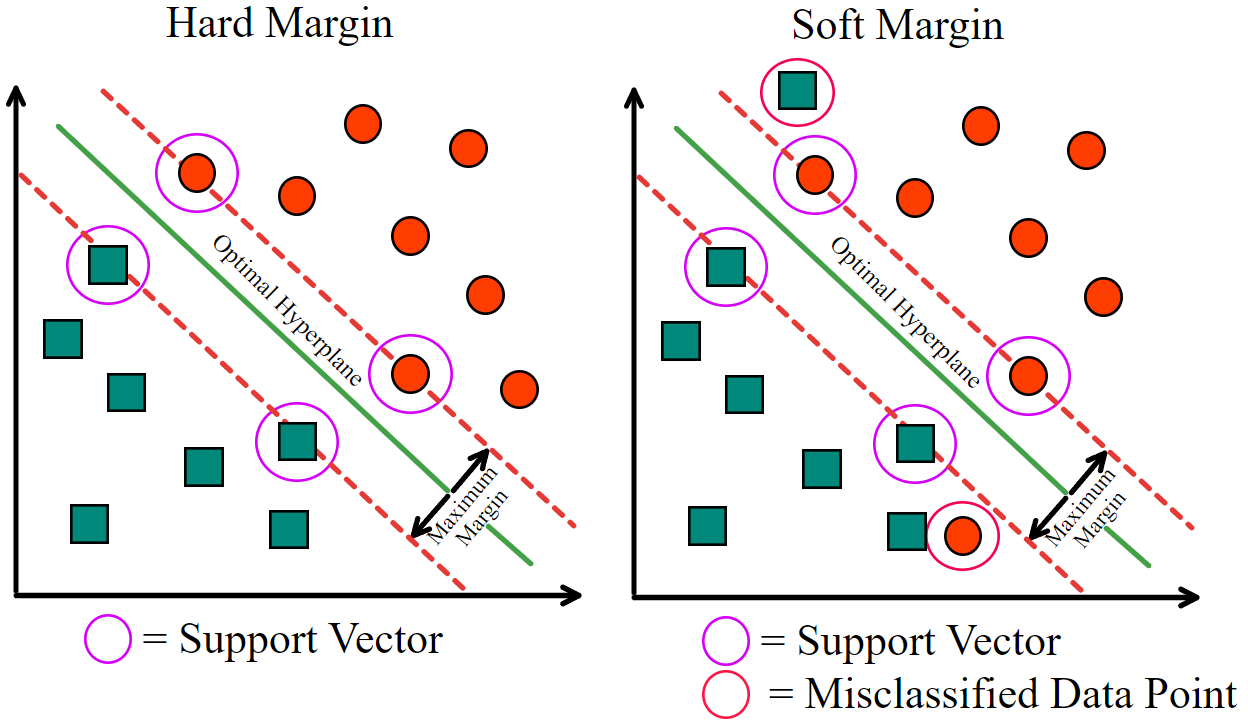 Hard Margin
Optimal Hyperplane
Maximum
Margin
= Support Vector
Soft Margin
Optimal Hyperplane
Maximum
Margin
= Support Vector
= Misclassified Data Point